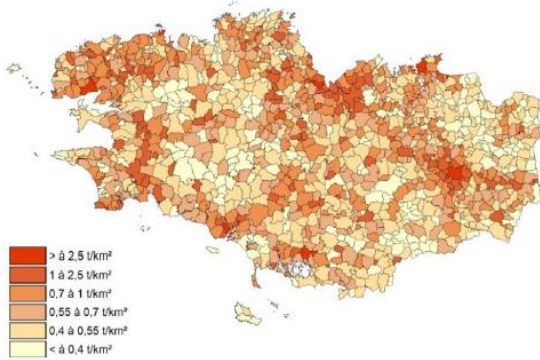 > à 2,5 t/km²
1 à 2,5 t/km²
0,7 à 1 t/km²
0,55 à 0,7 t/km²
0,4 à 0,55 t/km²
< à 0,4 t/km²